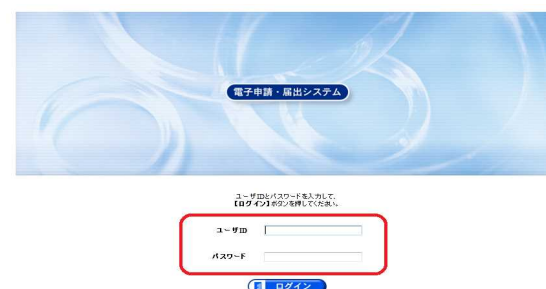 電子申請・届出システム
ユーザIDとパスワードを入力して、
【ログイン】ボタンを押してください。
ユーザID
パスワード
ログイン